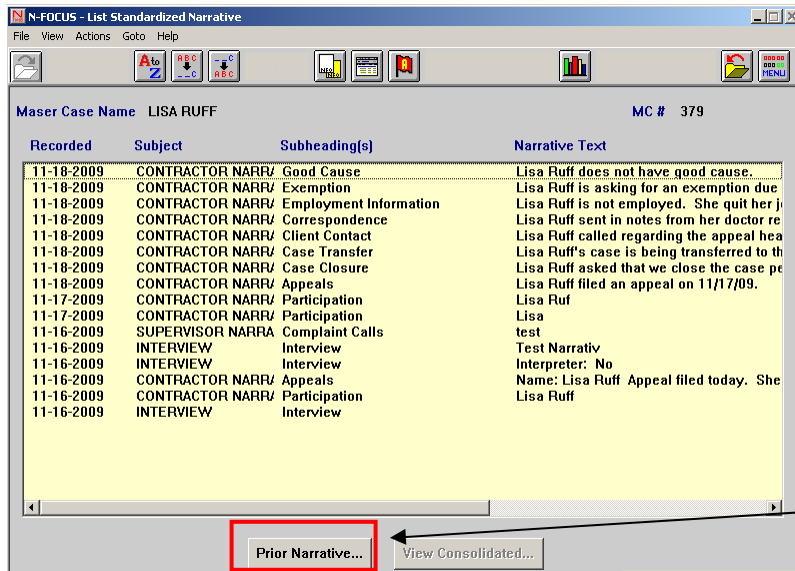 N-FOCUS - List Standardized Narrative
File View Actions Goto Help
A to Z ABC _ _C _ _C ABC INFO MENU
Maser Case Name LISA RUFF MC # 379
Recorded Subject Subheading(s) Narrative Text
11-18-2009 CONTRACTOR NARR Good Cause Lisa Ruff does not have good cause.
11-18-2009 CONTRACTOR NARR Exemption Lisa Ruff is asking for an exemption due
11-18-2009 CONTRACTOR NARR Employment Information Lisa Ruff is not employed. She quit her j
11-18-2009 CONTRACTOR NARR Correspondence Lisa Ruff sent in notes from her doctor re
11-18-2009 CONTRACTOR NARR Client Contact Lisa Ruff called regarding the appeal hea
11-18-2009 CONTRACTOR NARR Case Transfer Lisa Ruff's case is being transferred to th
11-18-2009 CONTRACTOR NARR Case Closure Lisa Ruff asked that we close the case pe
11-18-2009 CONTRACTOR NARR Appeals Lisa Ruff filed an appeal on 11/17/09.
11-17-2009 CONTRACTOR NARR Participation Lisa Ruf
11-17-2009 CONTRACTOR NARR Participation Lisa
11-16-2009 SUPERVISOR NARRA Complaint Calls test
11-16-2009 INTERVIEW Interview Test Narrativ
11-16-2009 INTERVIEW Interview Interpreter: No
11-16-2009 CONTRACTOR NARR Appeals Name: Lisa Ruff Appeal filed today. She
11-16-2009 CONTRACTOR NARR Participation Lisa Ruff
11-16-2009 INTERVIEW Interview
Prior Narrative... View Consolidated...